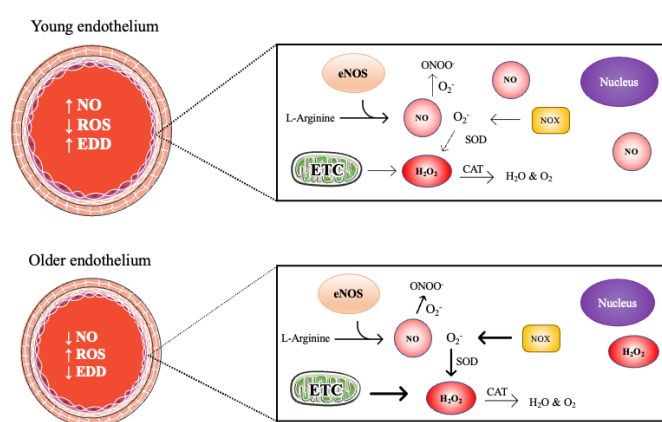 Young endothelium
↑ NO
↓ ROS
↑ EDD
eNOS
ONOO⁻
O₂⁻
NO
Nucleus
L-Arginine
NO
O₂⁻
NOX
SOD
NO
ETC
H₂O₂
CAT
H₂O & O₂
Older endothelium
↓ NO
↑ ROS
↓ EDD
eNOS
ONOO⁻
O₂⁻
Nucleus
L-Arginine
NO
O₂⁻
NOX
H₂O₂
SOD
ETC
H₂O₂
CAT
H₂O & O₂